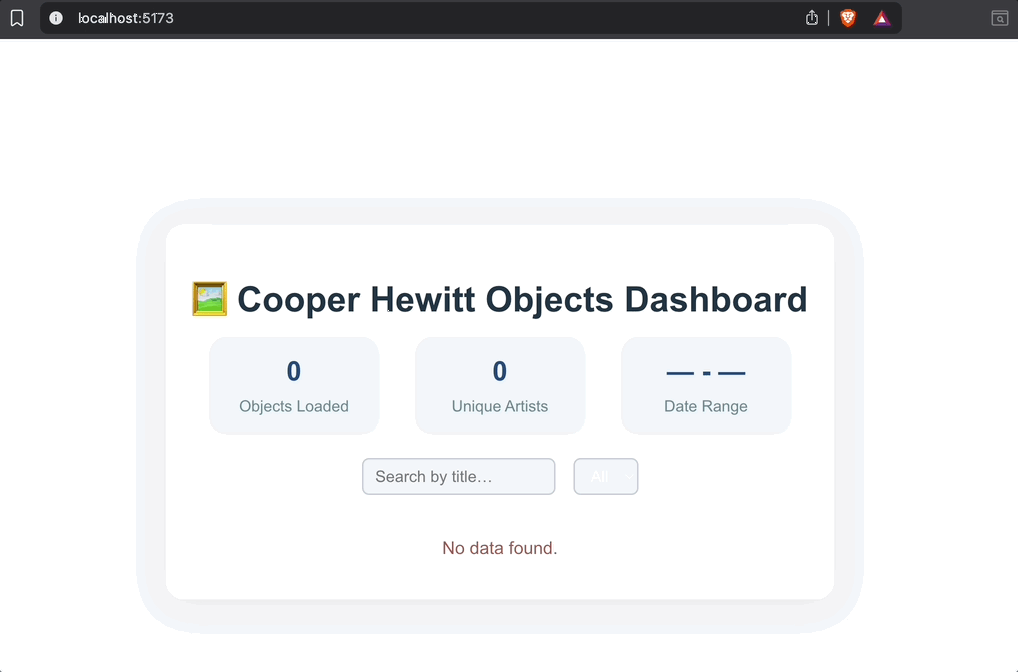 localhost:5173
Cooper Hewitt Objects Dashboard
0
Objects Loaded
0
Unique Artists
— - —
Date Range
Search by title…
All
No data found.